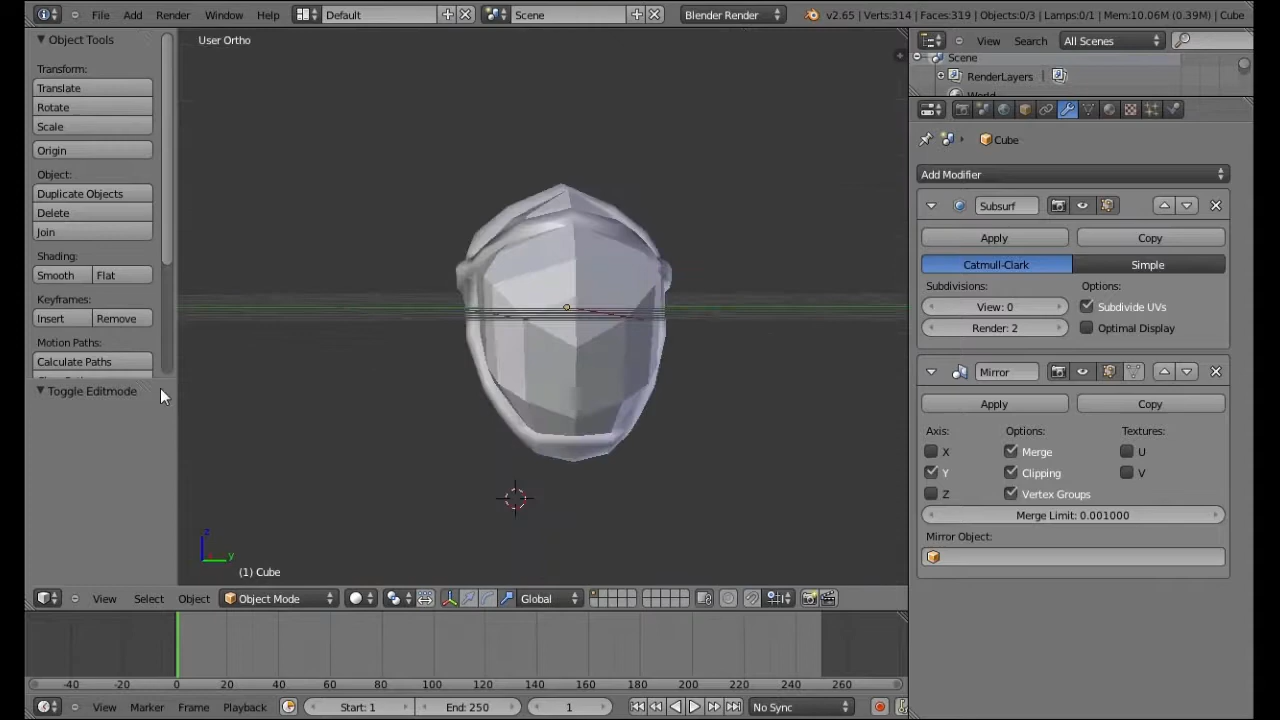 File Add Render Window Help Default Scene Blender Render v2.65 | Verts:314 | Faces:319 | Objects:0/3 | Lamps:0/1 | Mem:10.06M (0.39M) | Cube
Object Tools
Transform:
Translate
Rotate
Scale
Origin
Object:
Duplicate Objects
Delete
Join
Shading:
Smooth Flat
Keyframes:
Insert Remove
Motion Paths:
Calculate Paths
Toggle Editmode
User Ortho
z
y
(1) Cube
View Select Object Object Mode Global
-40 -20 0 20 40 60 80 100 120 140 160 180 200 220 240 260
View Marker Frame Playback Start: 1 End: 250 1 No Sync
View Search All Scenes
Scene
RenderLayers
World
Cube
Add Modifier
Subsurf
Apply Copy
Catmull-Clark Simple
Subdivisions: Options:
View: 0 Subdivide UVs
Render: 2 Optimal Display
Mirror
Apply Copy
Axis: Options: Textures:
X Merge U
Y Clipping V
Z Vertex Groups
Merge Limit: 0.001000
Mirror Object: